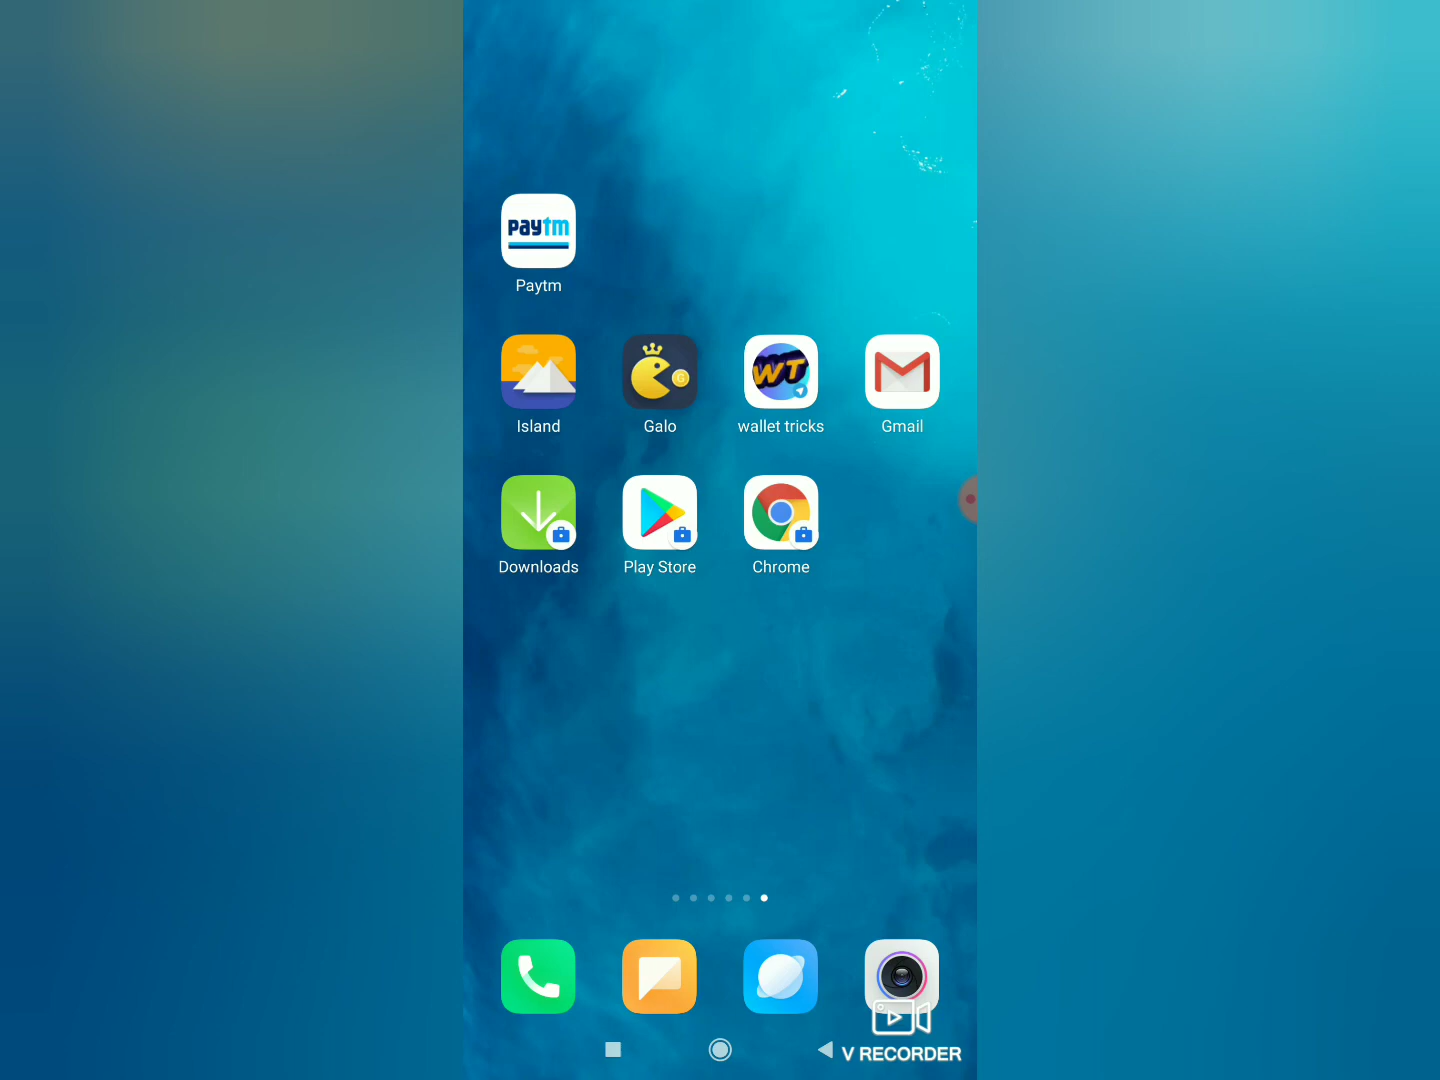 paytm
Paytm
G
WT
Island
Galo
wallet tricks
Gmail
Downloads
Play Store
Chrome
V RECORDER